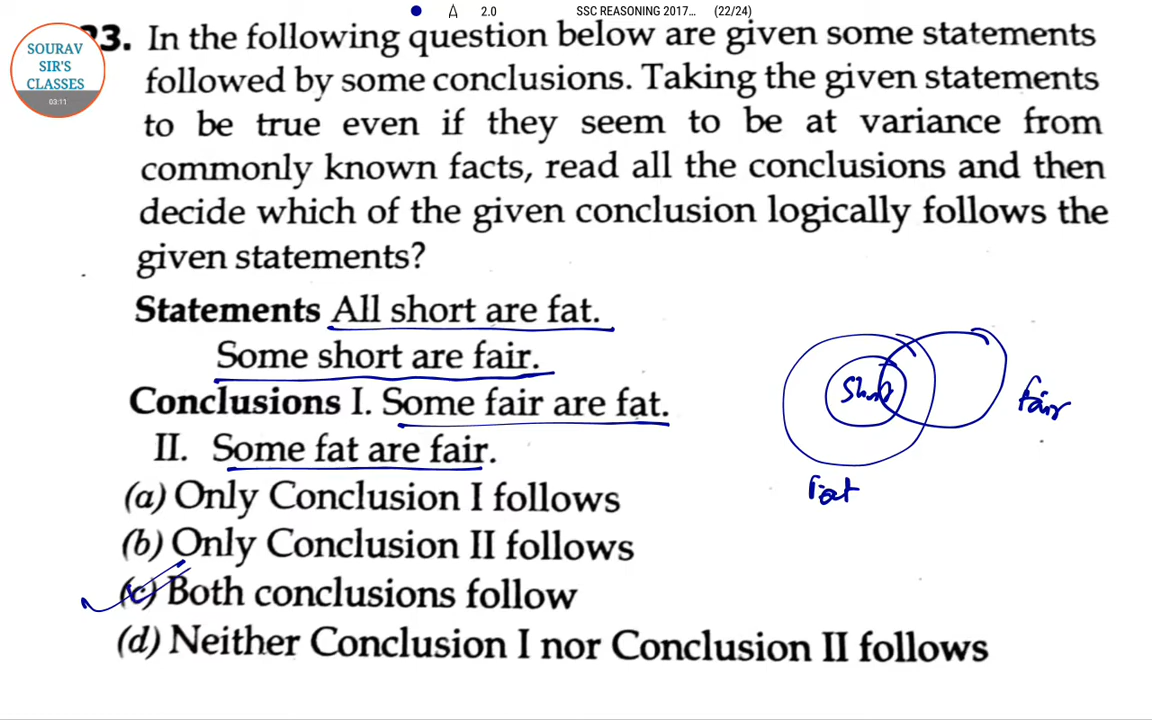 2.0 SSC REASONING 2017... (22/24)
SOURAV
SIR'S
CLASSES
03:11
23. In the following question below are given some statements
followed by some conclusions. Taking the given statements
to be true even if they seem to be at variance from
commonly known facts, read all the conclusions and then
decide which of the given conclusion logically follows the
given statements?
Statements All short are fat.
Some short are fair.
Conclusions I. Some fair are fat.
II. Some fat are fair.
(a) Only Conclusion I follows
(b) Only Conclusion II follows
(c) Both conclusions follow
(d) Neither Conclusion I nor Conclusion II follows
Short
fair
Fat